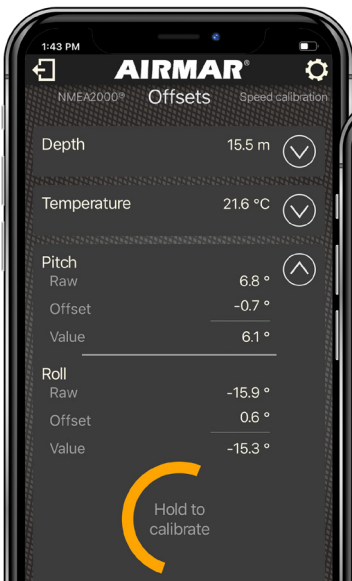 1:43 PM
AIRMAR®
NMEA2000® Offsets Speed calibration
Depth 15.5 m
Temperature 21.6 °C
Pitch
Raw 6.8 °
Offset -0.7 °
Value 6.1 °
Roll
Raw -15.9 °
Offset 0.6 °
Value -15.3 °
Hold to
calibrate